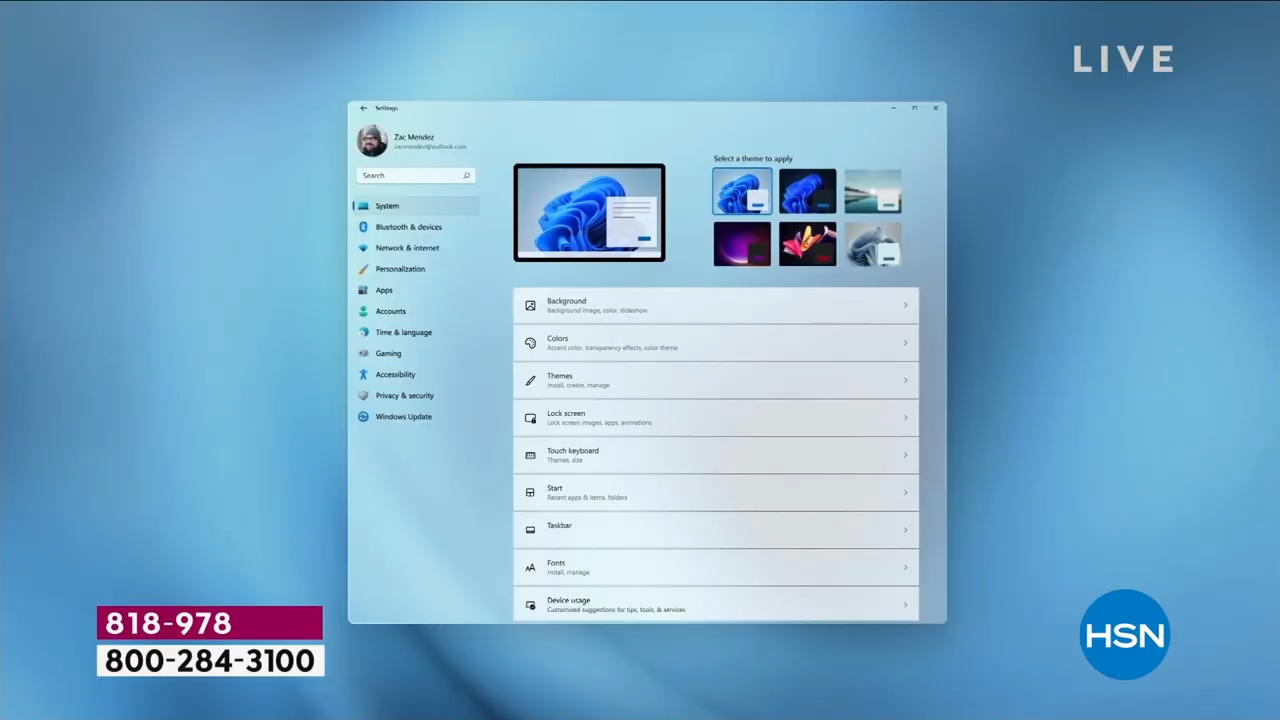 LIVE
Settings
Zac Mendez
zacmendez@outlook.com
Search
System
Bluetooth & devices
Network & internet
Personalization
Apps
Accounts
Time & language
Gaming
Accessibility
Privacy & security
Windows Update
Select a theme to apply
Background
Background image, color, slideshow
Colors
Accent color, transparency effects, color theme
Themes
Install, create, manage
Lock screen
Lock screen images, apps, animations
Touch keyboard
Themes, size
Start
Recent apps & items, folders
Taskbar
Fonts
Install, manage
Device usage
Customized suggestions for tips, tools, & services
818-978
800-284-3100
HSN